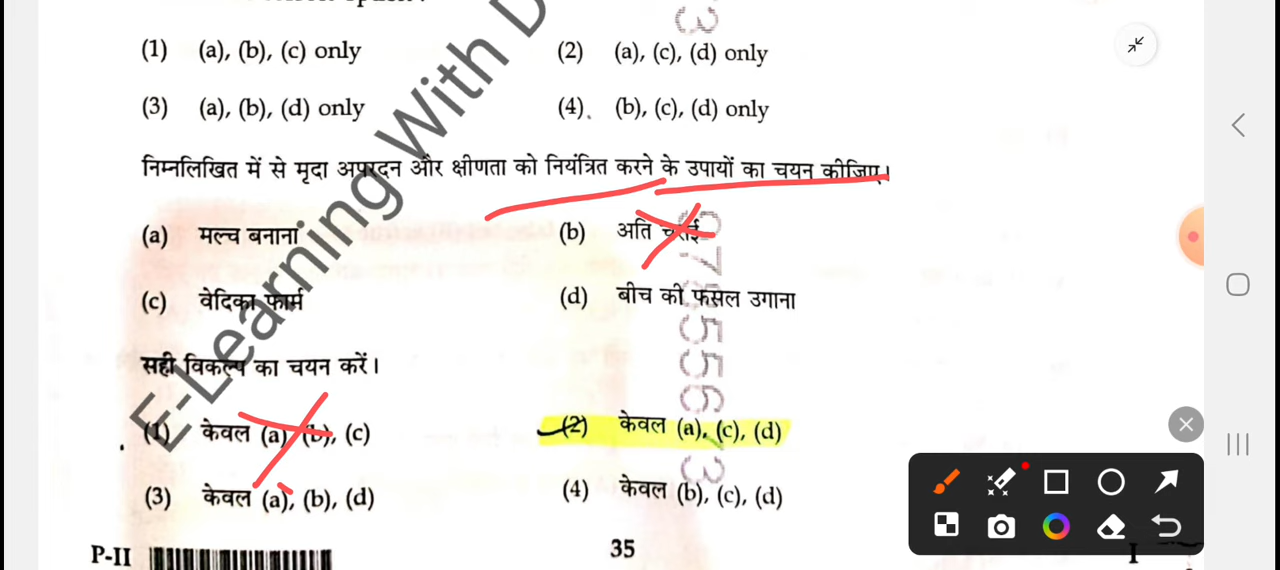 (1) (a), (b), (c) only (2) (a), (c), (d) only
(3) (a), (b), (d) only (4) (b), (c), (d) only
निम्नलिखित में से मृदा अपरदन और क्षीणता को नियंत्रित करने के उपायों का चयन कीजिए।
(a) मल्च बनाना (b) अति चराई
(c) वेदिका फार्म (d) बीच की फसल उगाना
सही विकल्प का चयन करें।
(1) केवल (a), (b), (c) (2) केवल (a), (c), (d)
(3) केवल (a), (b), (d) (4) केवल (b), (c), (d)
P-II 35 I
E-Learning With D